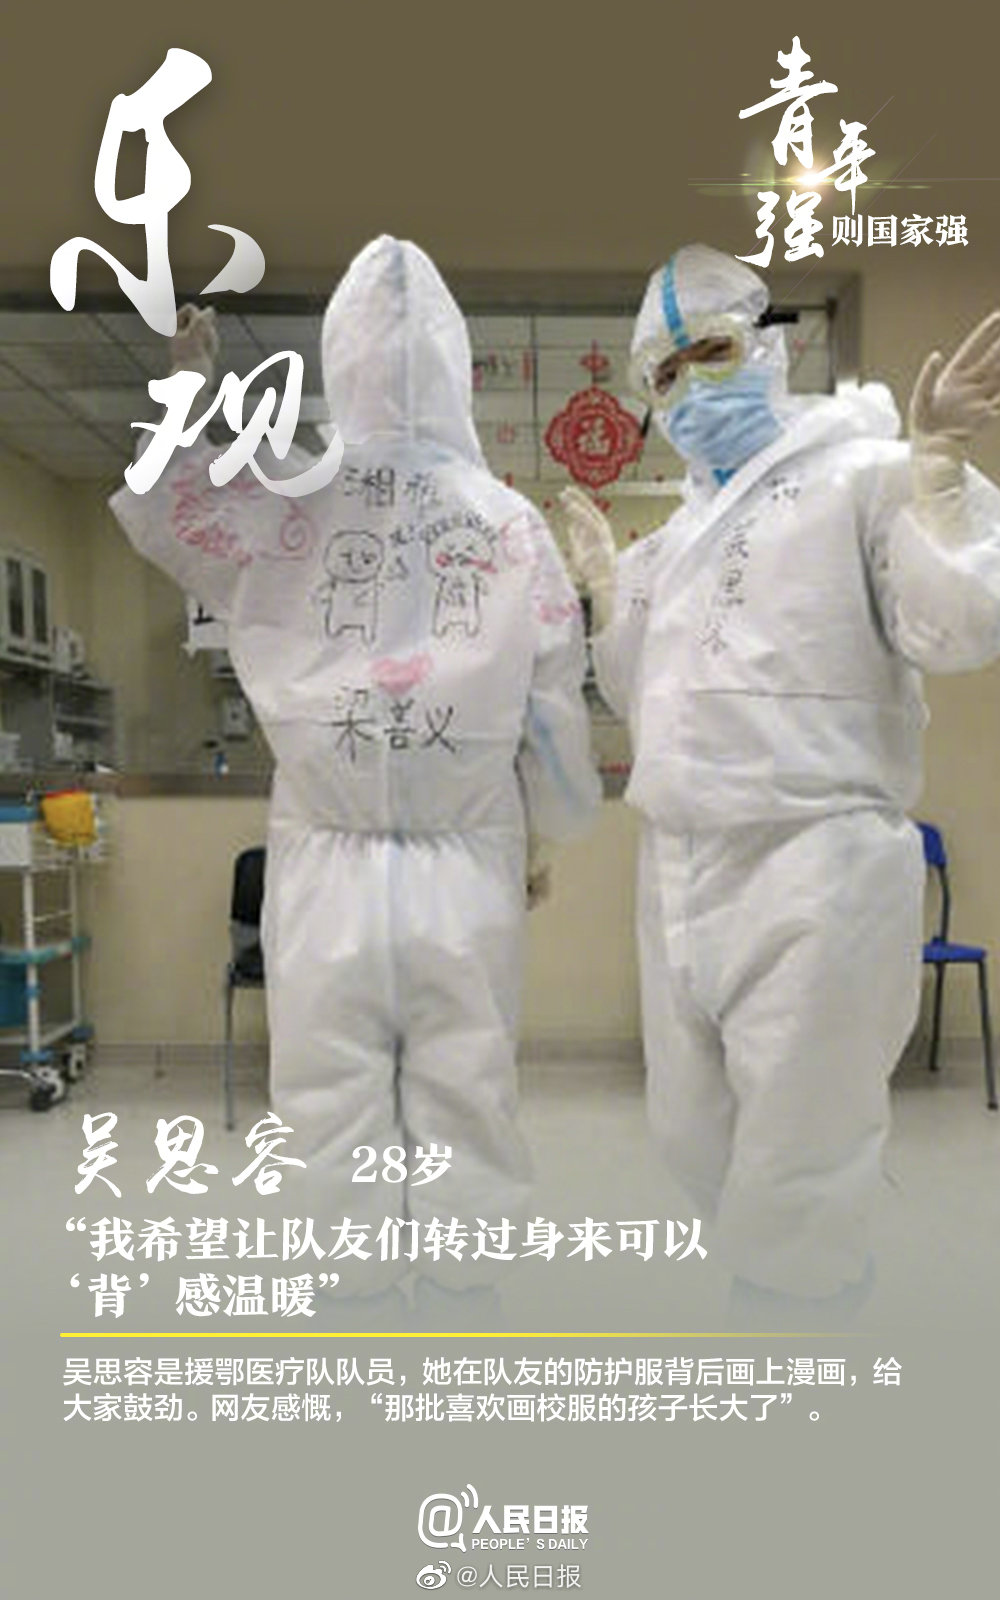 乐观
青年强则国家强
福
湘雅
梁善义
吴思容
吴思容 28岁
“我希望让队友们转过身来可以
‘背’感温暖”
吴思容是援鄂医疗队队员，她在队友的防护服背后画上漫画，给
大家鼓劲。网友感慨，“那批喜欢画校服的孩子长大了”。
@人民日报
PEOPLE'S DAILY
@人民日报